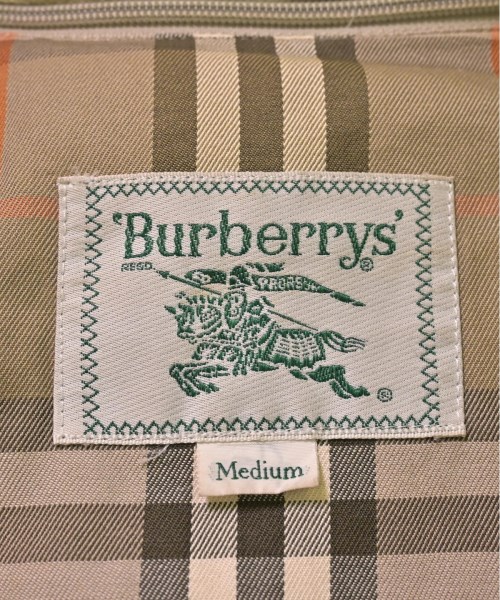 'Burberrys'®
REGD.
PRORSUM
®
Medium